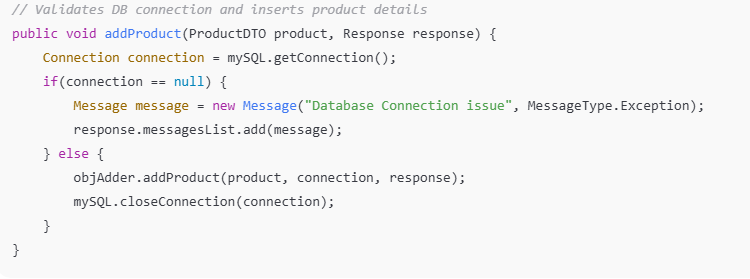 // Validates DB connection and inserts product details
public void addProduct(ProductDTO product, Response response) {
    Connection connection = mySQL.getConnection();
    if(connection == null) {
        Message message = new Message("Database Connection issue", MessageType.Exception);
        response.messagesList.add(message);
    } else {
        objAdder.addProduct(product, connection, response);
        mySQL.closeConnection(connection);
    }
}